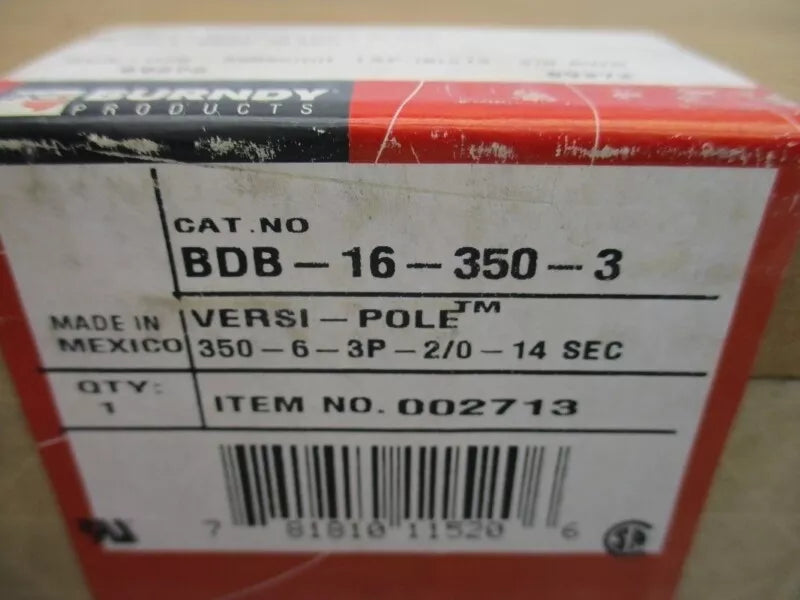 BURNDY
PRODUCTS
CAT.NO
BDB-16-350-3
MADE IN
MEXICO
VERSI-POLE™
350-6-3P-2/0-14 SEC
QTY:
1
ITEM NO. 002713
7 81810 11520 6